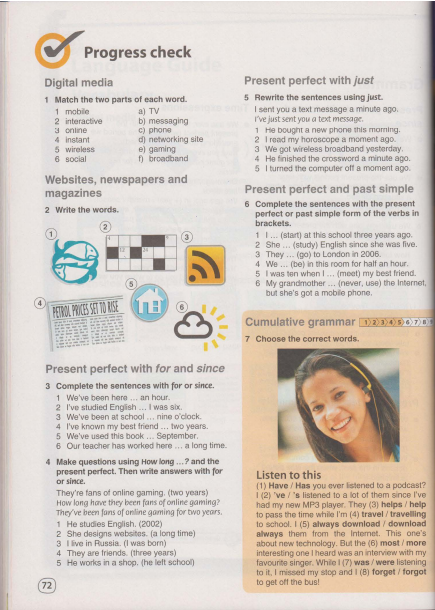 Progress check
Digital media
1 Match the two parts of each word.
1 mobile a) TV
2 interactive b) messaging
3 online c) phone
4 instant d) networking site
5 wireless e) gaming
6 social f) broadband
Websites, newspapers and
magazines
2 Write the words.
1
2
3
4
PETROL PRICES SET TO RISE
5
6
Present perfect with for and since
3 Complete the sentences with for or since.
1 We've been here ... an hour.
2 I've studied English ... I was six.
3 We've been at school ... nine o'clock.
4 I've known my best friend ... two years.
5 We've used this book ... September.
6 Our teacher has worked here ... a long time.
4 Make questions using How long ...? and the
present perfect. Then write answers with for
or since.
They're fans of online gaming. (two years)
How long have they been fans of online gaming?
They've been fans of online gaming for two years.
1 He studies English. (2002)
2 She designs websites. (a long time)
3 I live in Russia. (I was born)
4 They are friends. (three years)
5 He works in a shop. (he left school)
72
Present perfect with just
5 Rewrite the sentences using just.
I sent you a text message a minute ago.
I've just sent you a text message.
1 He bought a new phone this morning.
2 I read my horoscope a moment ago.
3 We got wireless broadband yesterday.
4 He finished the crossword a minute ago.
5 I turned the computer off a moment ago.
Present perfect and past simple
6 Complete the sentences with the present
perfect or past simple form of the verbs in
brackets.
1 I ... (start) at this school three years ago.
2 She ... (study) English since she was five.
3 They ... (go) to London in 2006.
4 We ... (be) in this room for half an hour.
5 I was ten when I ... (meet) my best friend.
6 My grandmother ... (never, use) the Internet,
but she's got a mobile phone.
Cumulative grammar 1 2 3 4 5 6 7 8
7 Choose the correct words.
Listen to this
(1) Have / Has you ever listened to a podcast?
I (2) 've / 's listened to a lot of them since I've
had my new MP3 player. They (3) helps / help
to pass the time while I'm (4) travel / travelling
to school. I (5) always download / download
always them from the Internet. This one's
about new technology. But the (6) most / more
interesting one I heard was an interview with my
favourite singer. While I (7) was / were listening
to it, I missed my stop and I (8) forget / forgot
to get off the bus!